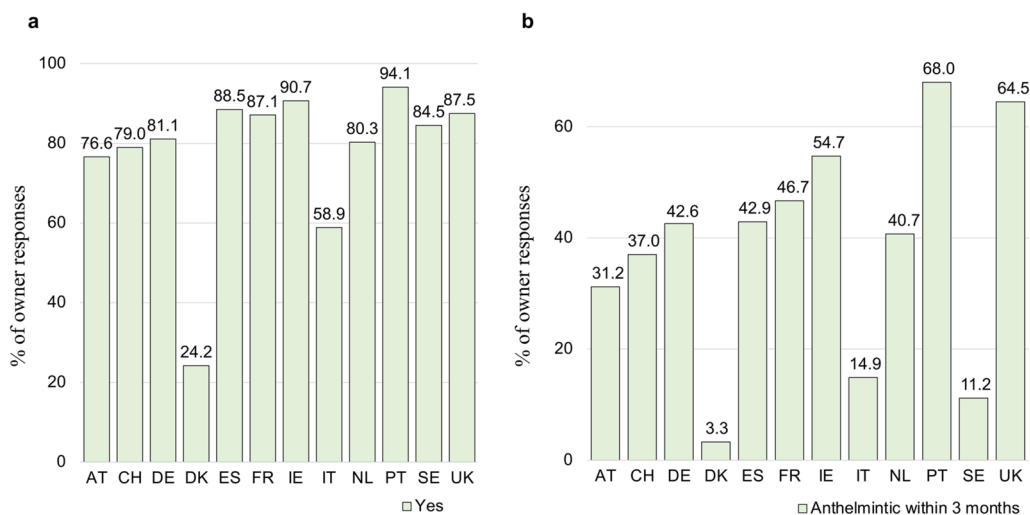 a
% of owner responses
100
80
60
40
20
0
76.6 79.0 81.1 24.2 88.5 87.1 90.7 58.9 80.3 94.1 84.5 87.5
AT CH DE DK ES FR IE IT NL PT SE UK
Yes
b
% of owner responses
60
40
20
0
31.2 37.0 42.6 3.3 42.9 46.7 54.7 14.9 40.7 68.0 11.2 64.5
AT CH DE DK ES FR IE IT NL PT SE UK
Anthelmintic within 3 months